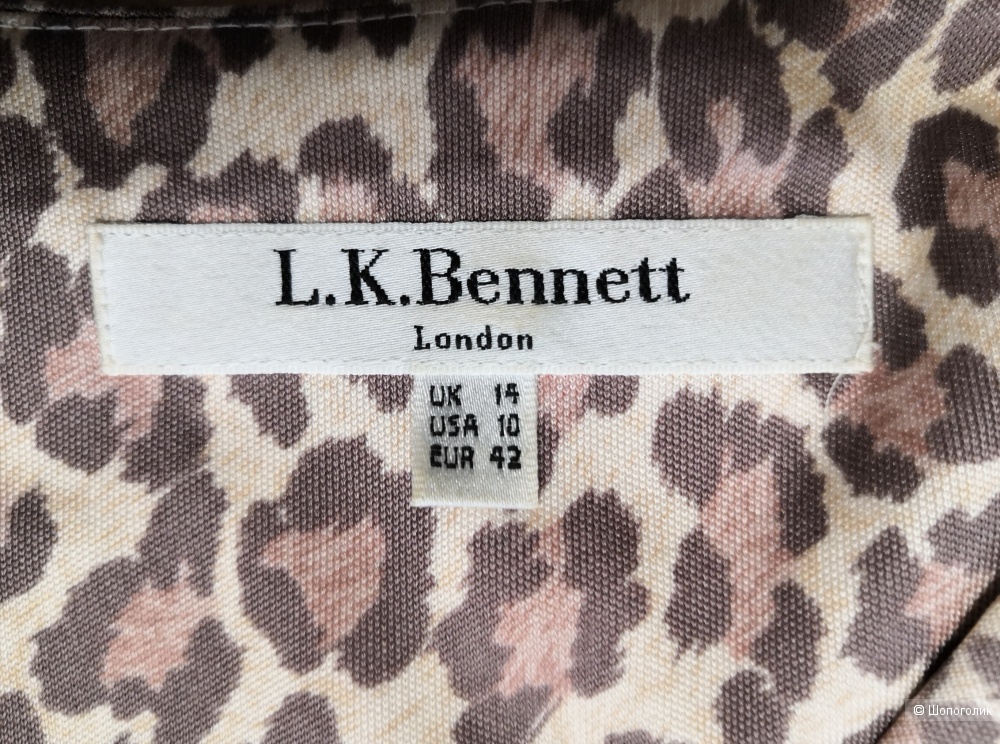 L.K.Bennett
London
UK 14
USA 10
EUR 42
© Шопоголик